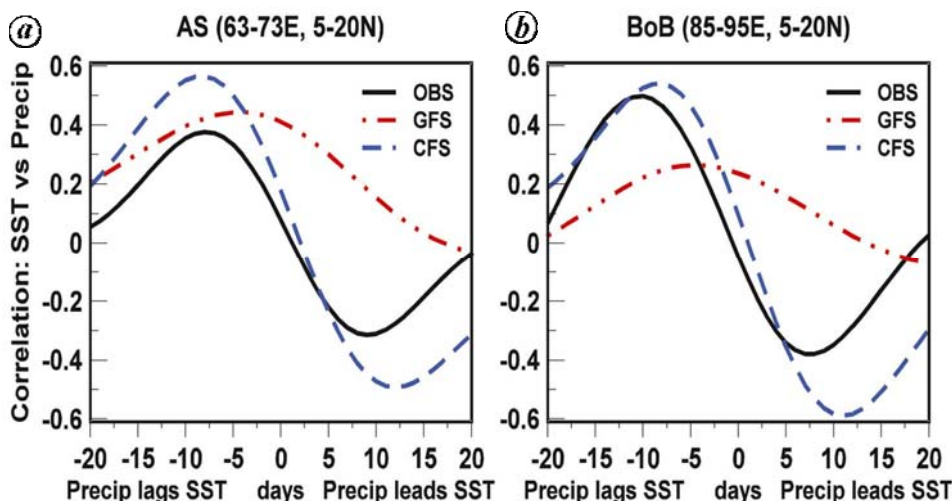 a AS (63-73E, 5-20N)
0.6
0.4
0.2
0
-0.2
-0.4
-0.6
Correlation: SST vs Precip
OBS
GFS
CFS
-20 -15 -10 -5 0 5 10 15 20
Precip lags SST days Precip leads SST
b BoB (85-95E, 5-20N)
0.6
0.4
0.2
0
-0.2
-0.4
-0.6
OBS
GFS
CFS
-20 -15 -10 -5 0 5 10 15 20
Precip lags SST days Precip leads SST